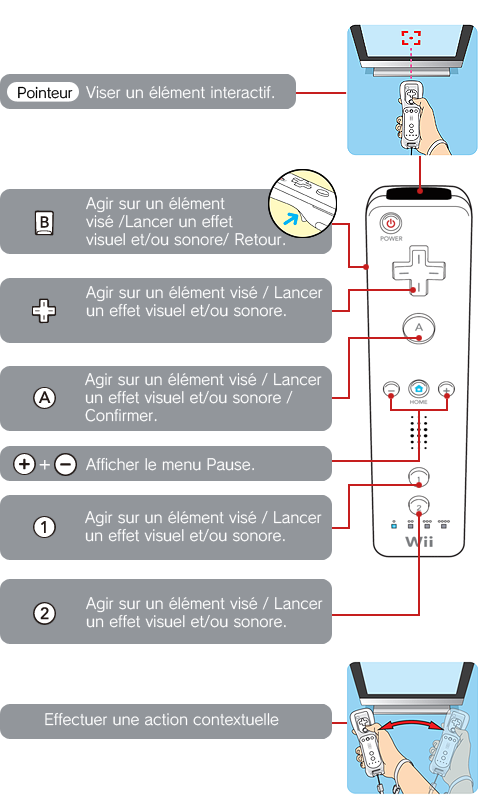 Pointeur Viser un élément interactif.
B
Agir sur un élément
visé /Lancer un effet
visuel et/ou sonore/ Retour.
POWER
Agir sur un élément visé / Lancer
un effet visuel et/ou sonore.
A
A
Agir sur un élément visé / Lancer
un effet visuel et/ou sonore /
Confirmer.
- HOME +
+ + - Afficher le menu Pause.
1
1
Agir sur un élément visé / Lancer
un effet visuel et/ou sonore.
2
Wii
2
Agir sur un élément visé / Lancer
un effet visuel et/ou sonore.
Effectuer une action contextuelle